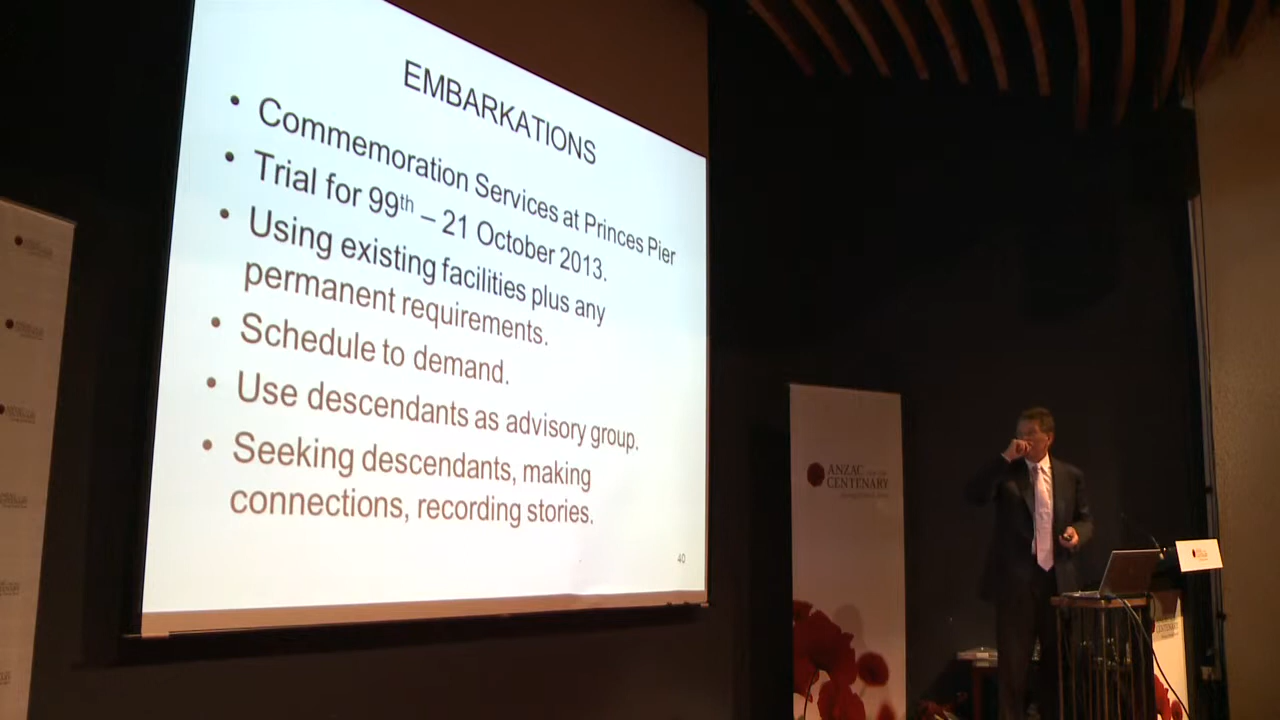 EMBARKATIONS
• Commemoration Services at Princes Pier
• Trial for 99th – 21 October 2013.
• Using existing facilities plus any
permanent requirements.
• Schedule to demand.
• Use descendants as advisory group.
• Seeking descendants, making
connections, recording stories.
40
ANZAC
CENTENARY
CENTENARY